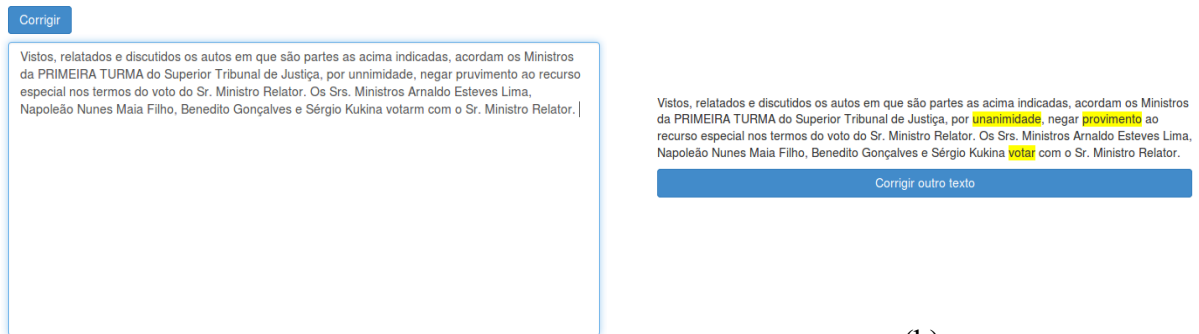 Corrigir
Vistos, relatados e discutidos os autos em que são partes as acima indicadas, acordam os Ministros
da PRIMEIRA TURMA do Superior Tribunal de Justiça, por unnimidade, negar pruvimento ao recurso
especial nos termos do voto do Sr. Ministro Relator. Os Srs. Ministros Arnaldo Esteves Lima,
Napoleão Nunes Maia Filho, Benedito Gonçalves e Sérgio Kukina votarm com o Sr. Ministro Relator.
Vistos, relatados e discutidos os autos em que são partes as acima indicadas, acordam os Ministros
da PRIMEIRA TURMA do Superior Tribunal de Justiça, por unanimidade, negar provimento ao
recurso especial nos termos do voto do Sr. Ministro Relator. Os Srs. Ministros Arnaldo Esteves Lima,
Napoleão Nunes Maia Filho, Benedito Gonçalves e Sérgio Kukina votar com o Sr. Ministro Relator.
Corrigir outro texto